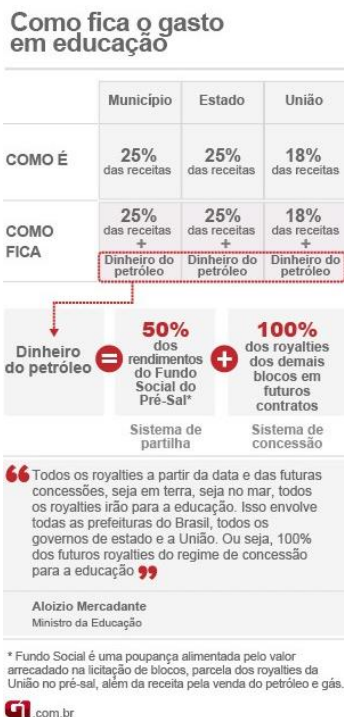 Como fica o gasto
em educação
Município Estado União
COMO É
25% 25% 18%
das receitas das receitas das receitas
COMO
FICA
25% 25% 18%
das receitas das receitas das receitas
+ + +
Dinheiro do Dinheiro do Dinheiro do
petróleo petróleo petróleo
Dinheiro
do petróleo
=
50%
dos
rendimentos
do Fundo
Social do
Pré-Sal*
+
100%
dos royalties
dos demais
blocos em
futuros
contratos
Sistema de
partilha
Sistema de
concessão
“Todos os royalties a partir da data e das futuras
concessões, seja em terra, seja no mar, todos
os royalties irão para a educação. Isso envolve
todas as prefeituras do Brasil, todos os
governos de estado e a União. Ou seja, 100%
dos futuros royalties do regime de concessão
para a educação”
Aloizio Mercadante
Ministro da Educação
* Fundo Social é uma poupança alimentada pelo valor
arrecadado na licitação de blocos, parcela dos royalties da
União no pré-sal, além da receita pela venda do petróleo e gás.
G1.com.br